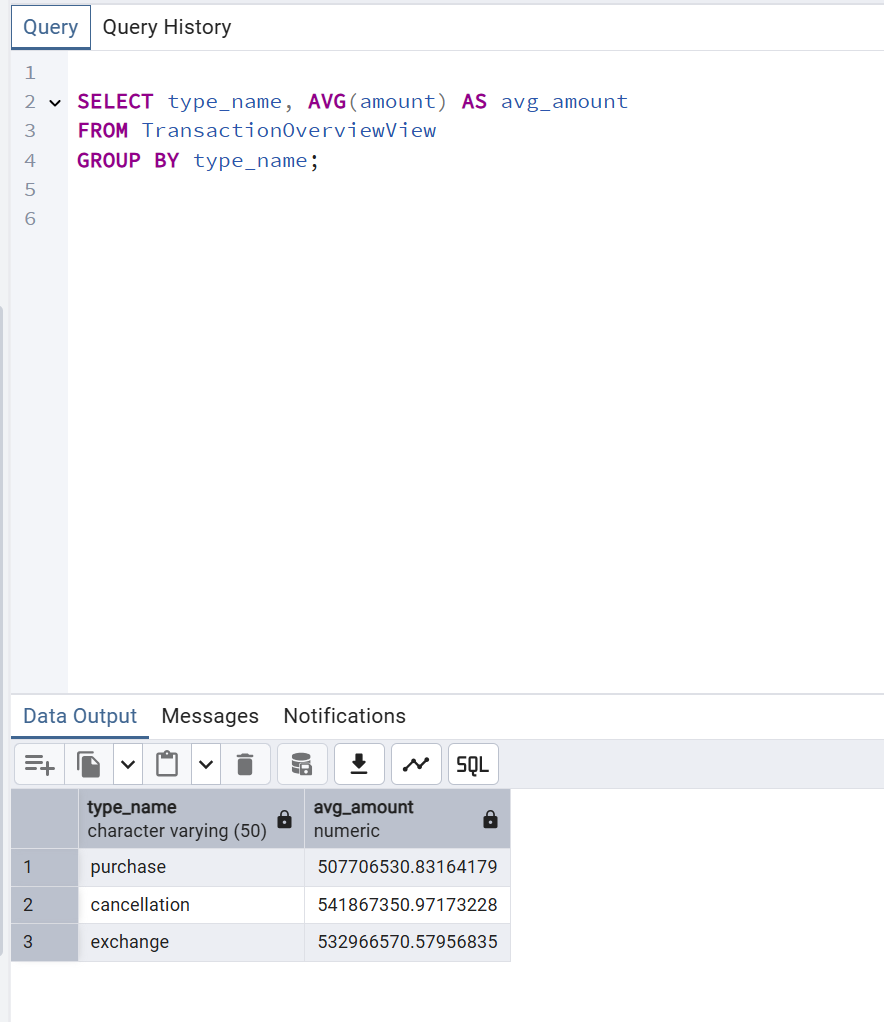 Query Query History
1
2 SELECT type_name, AVG(amount) AS avg_amount
3 FROM TransactionOverviewView
4 GROUP BY type_name;
5
6
Data Output Messages Notifications
SQL
type_name avg_amount
character varying (50) numeric
1 purchase 507706530.83164179
2 cancellation 541867350.97173228
3 exchange 532966570.57956835